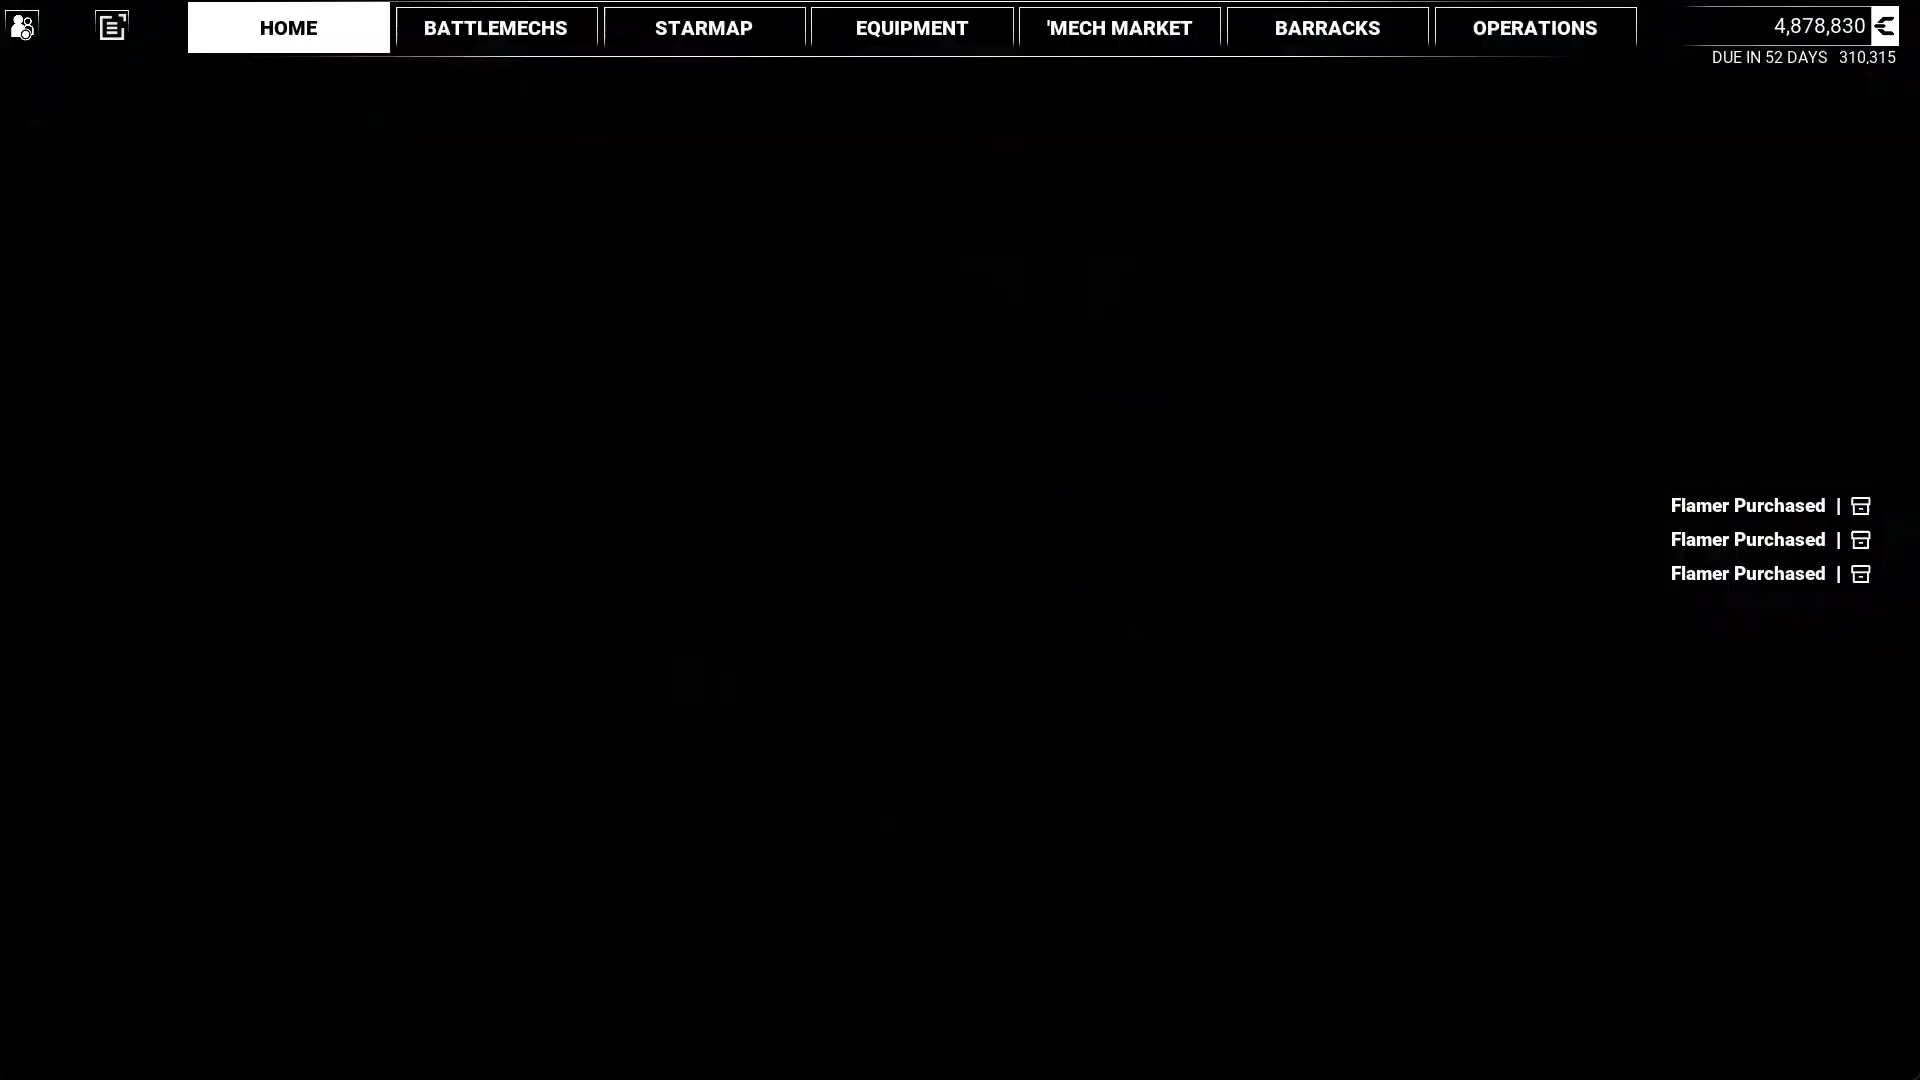 HOME
BATTLEMECHS
STARMAP
EQUIPMENT
'MECH MARKET
BARRACKS
OPERATIONS
4,878,830
DUE IN 52 DAYS 310,315
Flamer Purchased |
Flamer Purchased |
Flamer Purchased |